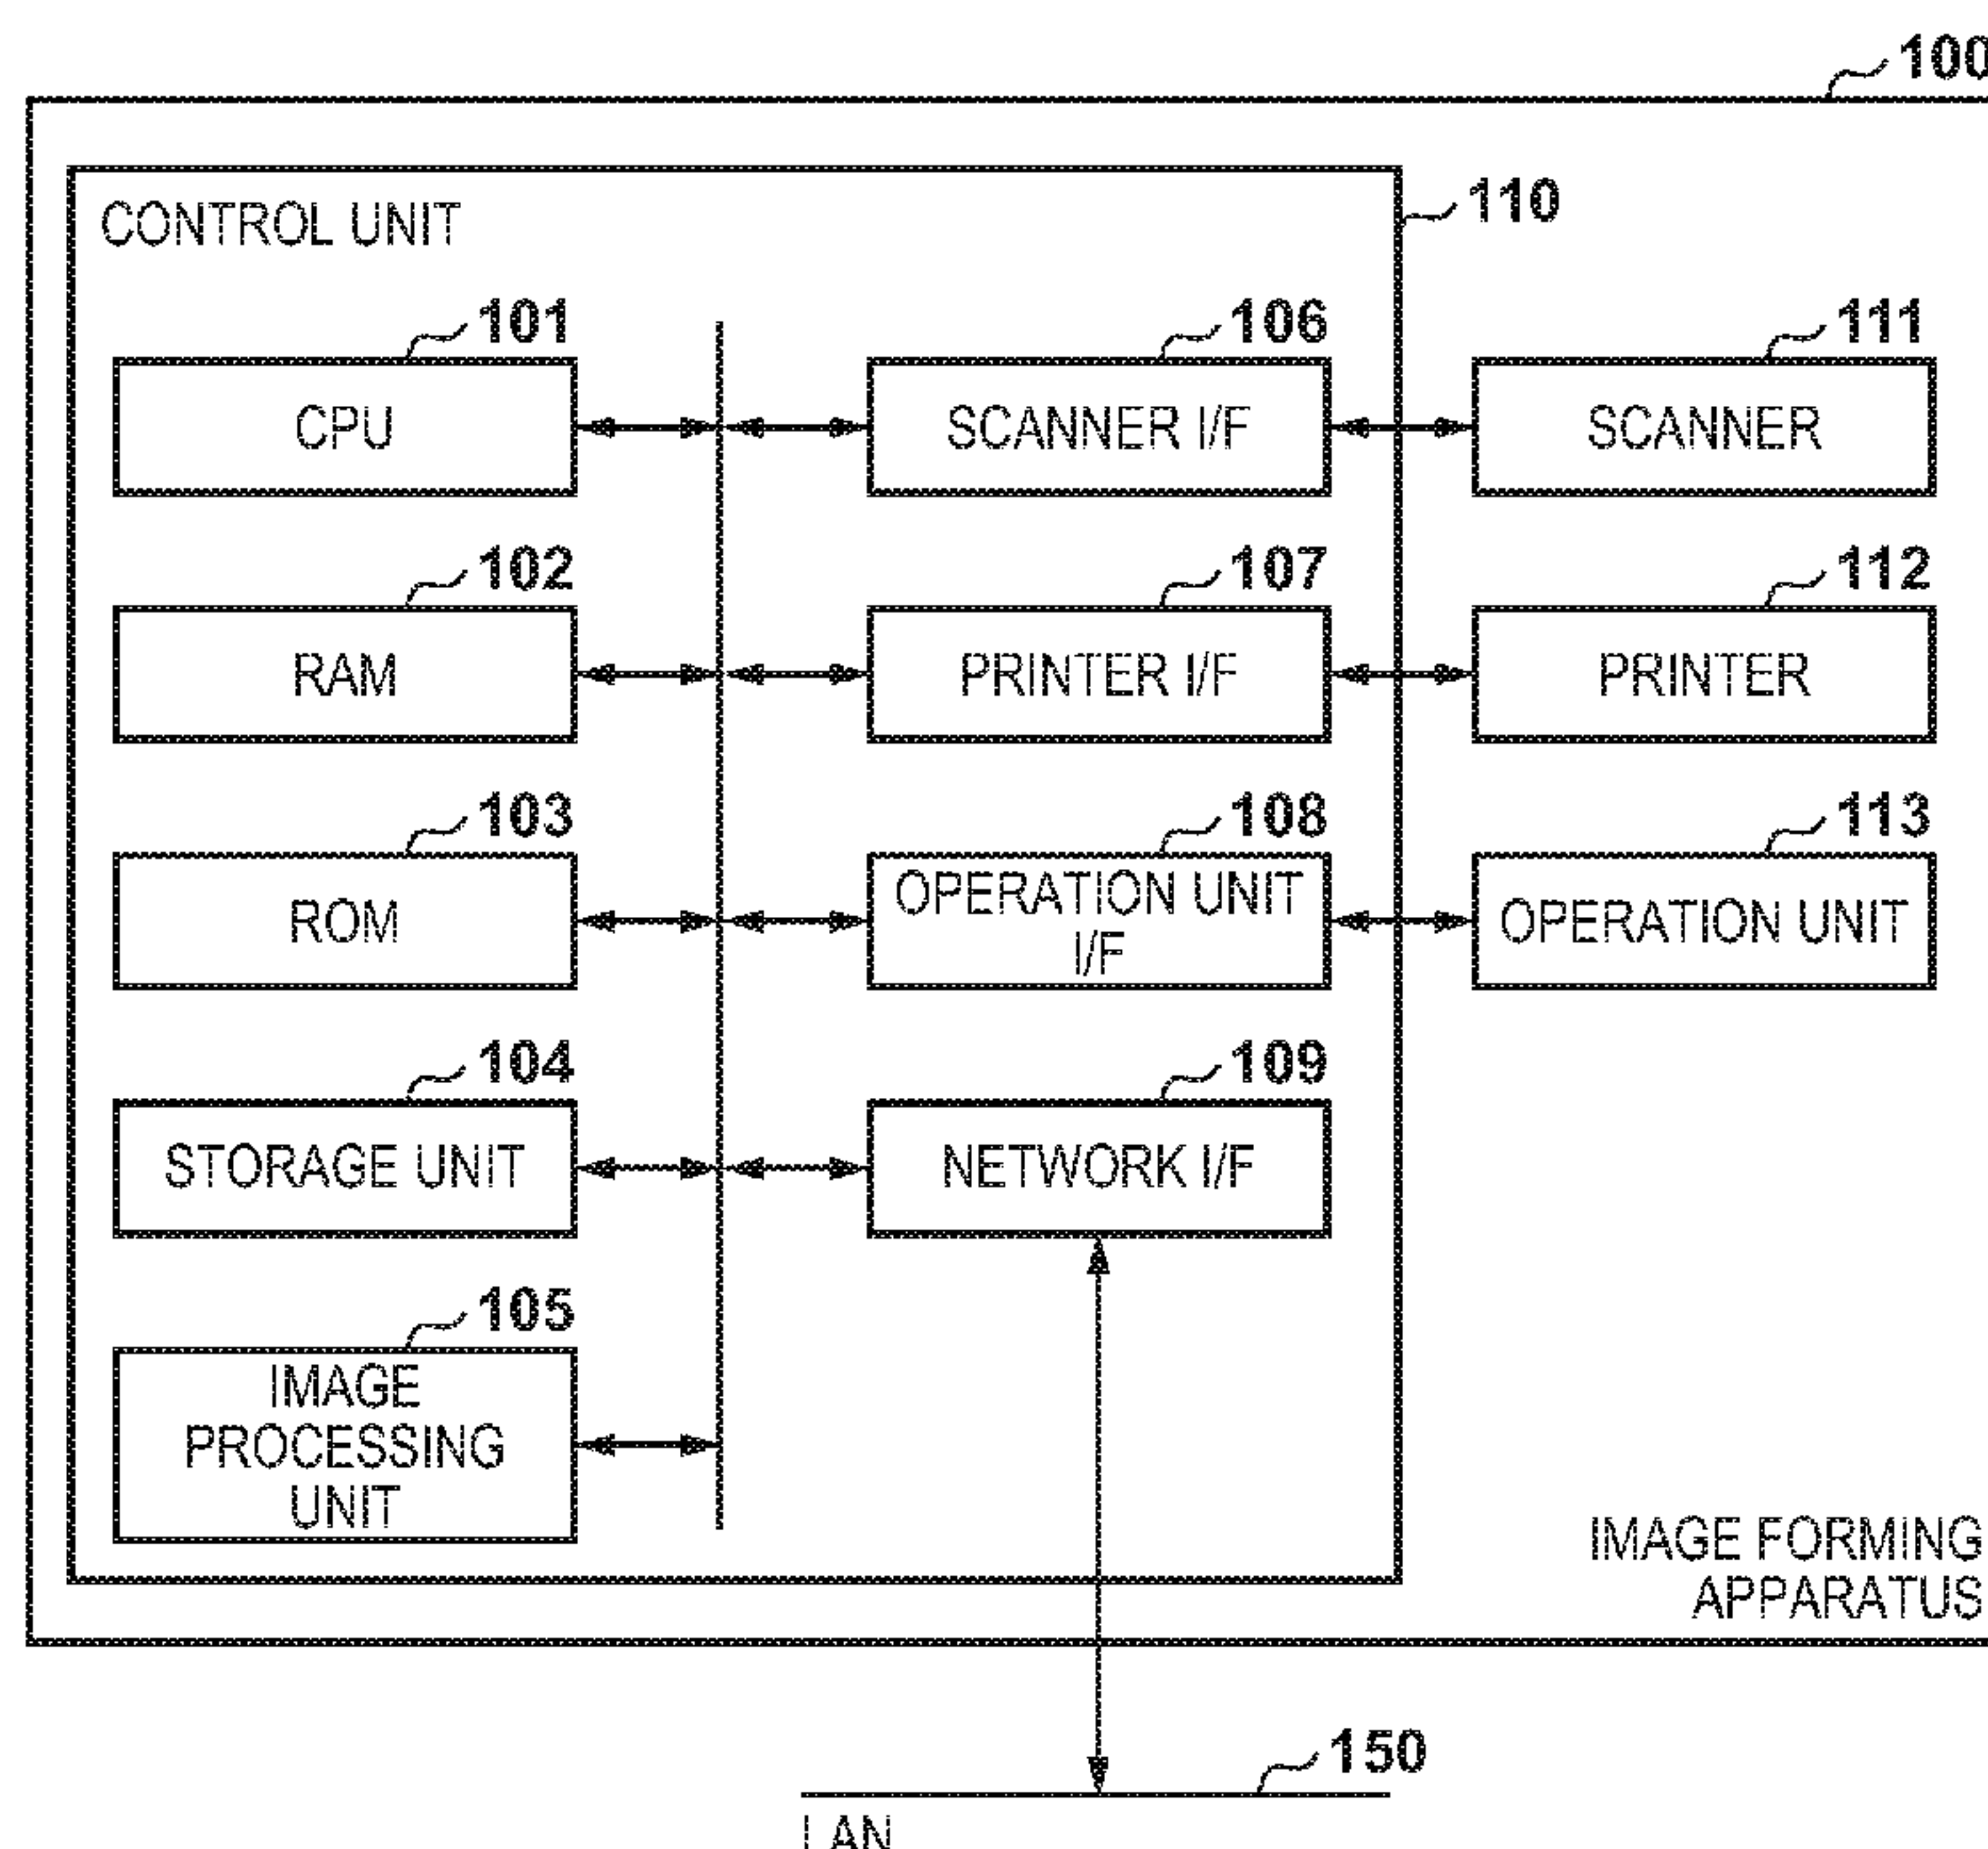 100
110
CONTROL UNIT
101
106
111
CPU
SCANNER I/F
SCANNER
102
107
112
RAM
PRINTER I/F
PRINTER
103
108
113
ROM
OPERATION UNIT
I/F
OPERATION UNIT
104
109
STORAGE UNIT
NETWORK I/F
105
IMAGE
PROCESSING
UNIT
IMAGE FORMING
APPARATUS
150
LAN